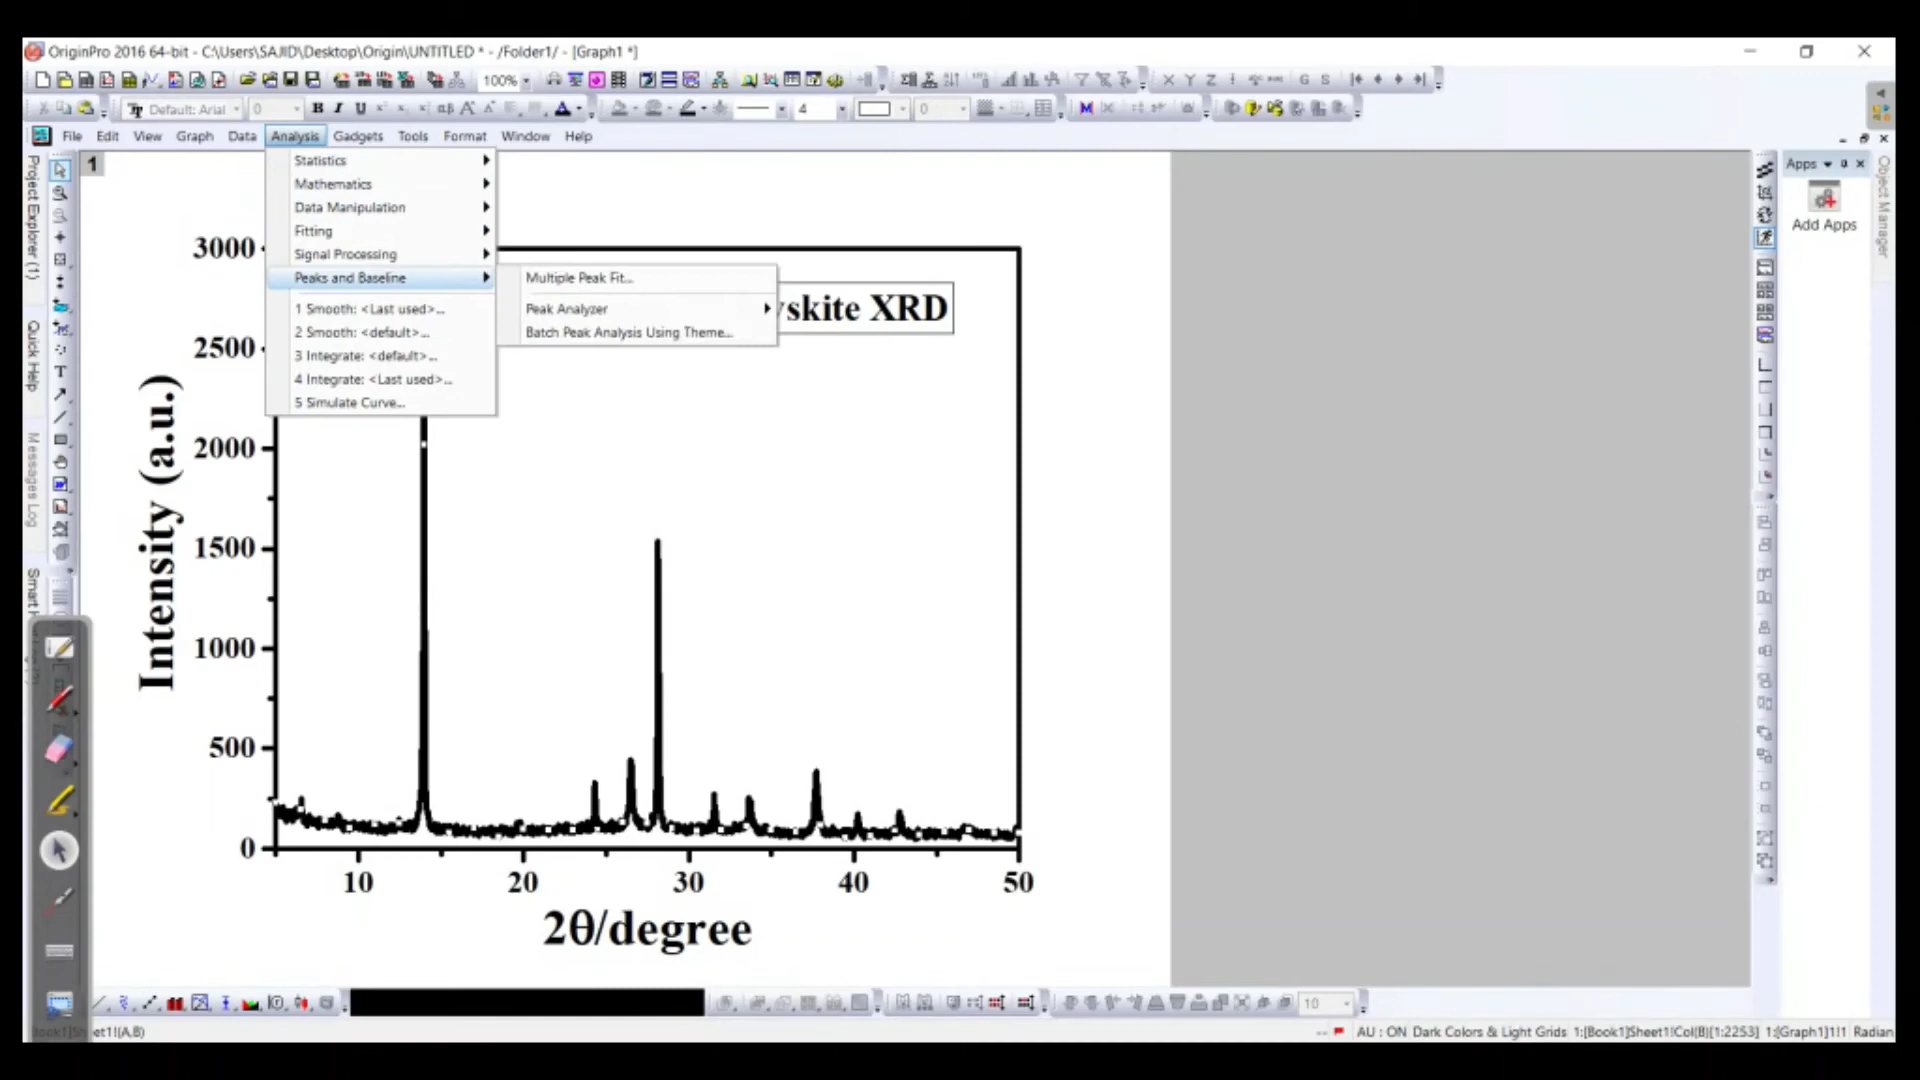 OriginPro 2016 64-bit - C:\Users\SAJID\Desktop\Origin\UNTITLED * - /Folder1/ - [Graph1 *]
100%
Default: Arial 0 B I U αβ A A A 4 0 M
X Y Z G S
File Edit View Graph Data Analysis Gadgets Tools Format Window Help
Project Explorer (1)
Quick Help
Messages Log
1
Statistics
Mathematics
Data Manipulation
Fitting
Signal Processing
Peaks and Baseline
1 Smooth: <Last used>...
2 Smooth: <default>...
3 Integrate: <default>...
4 Integrate: <Last used>...
5 Simulate Curve...
Multiple Peak Fit...
Peak Analyzer
Batch Peak Analysis Using Theme...
vskite XRD
Intensity (a.u.)
3000
2500
2000
1500
1000
500
0
10 20 30 40 50
2θ/degree
Apps
Add Apps
Object Manager
10
AU : ON Dark Colors & Light Grids 1:[Book1]Sheet1!Col(B)[1:2253] 1:[Graph1]1!1 Radian